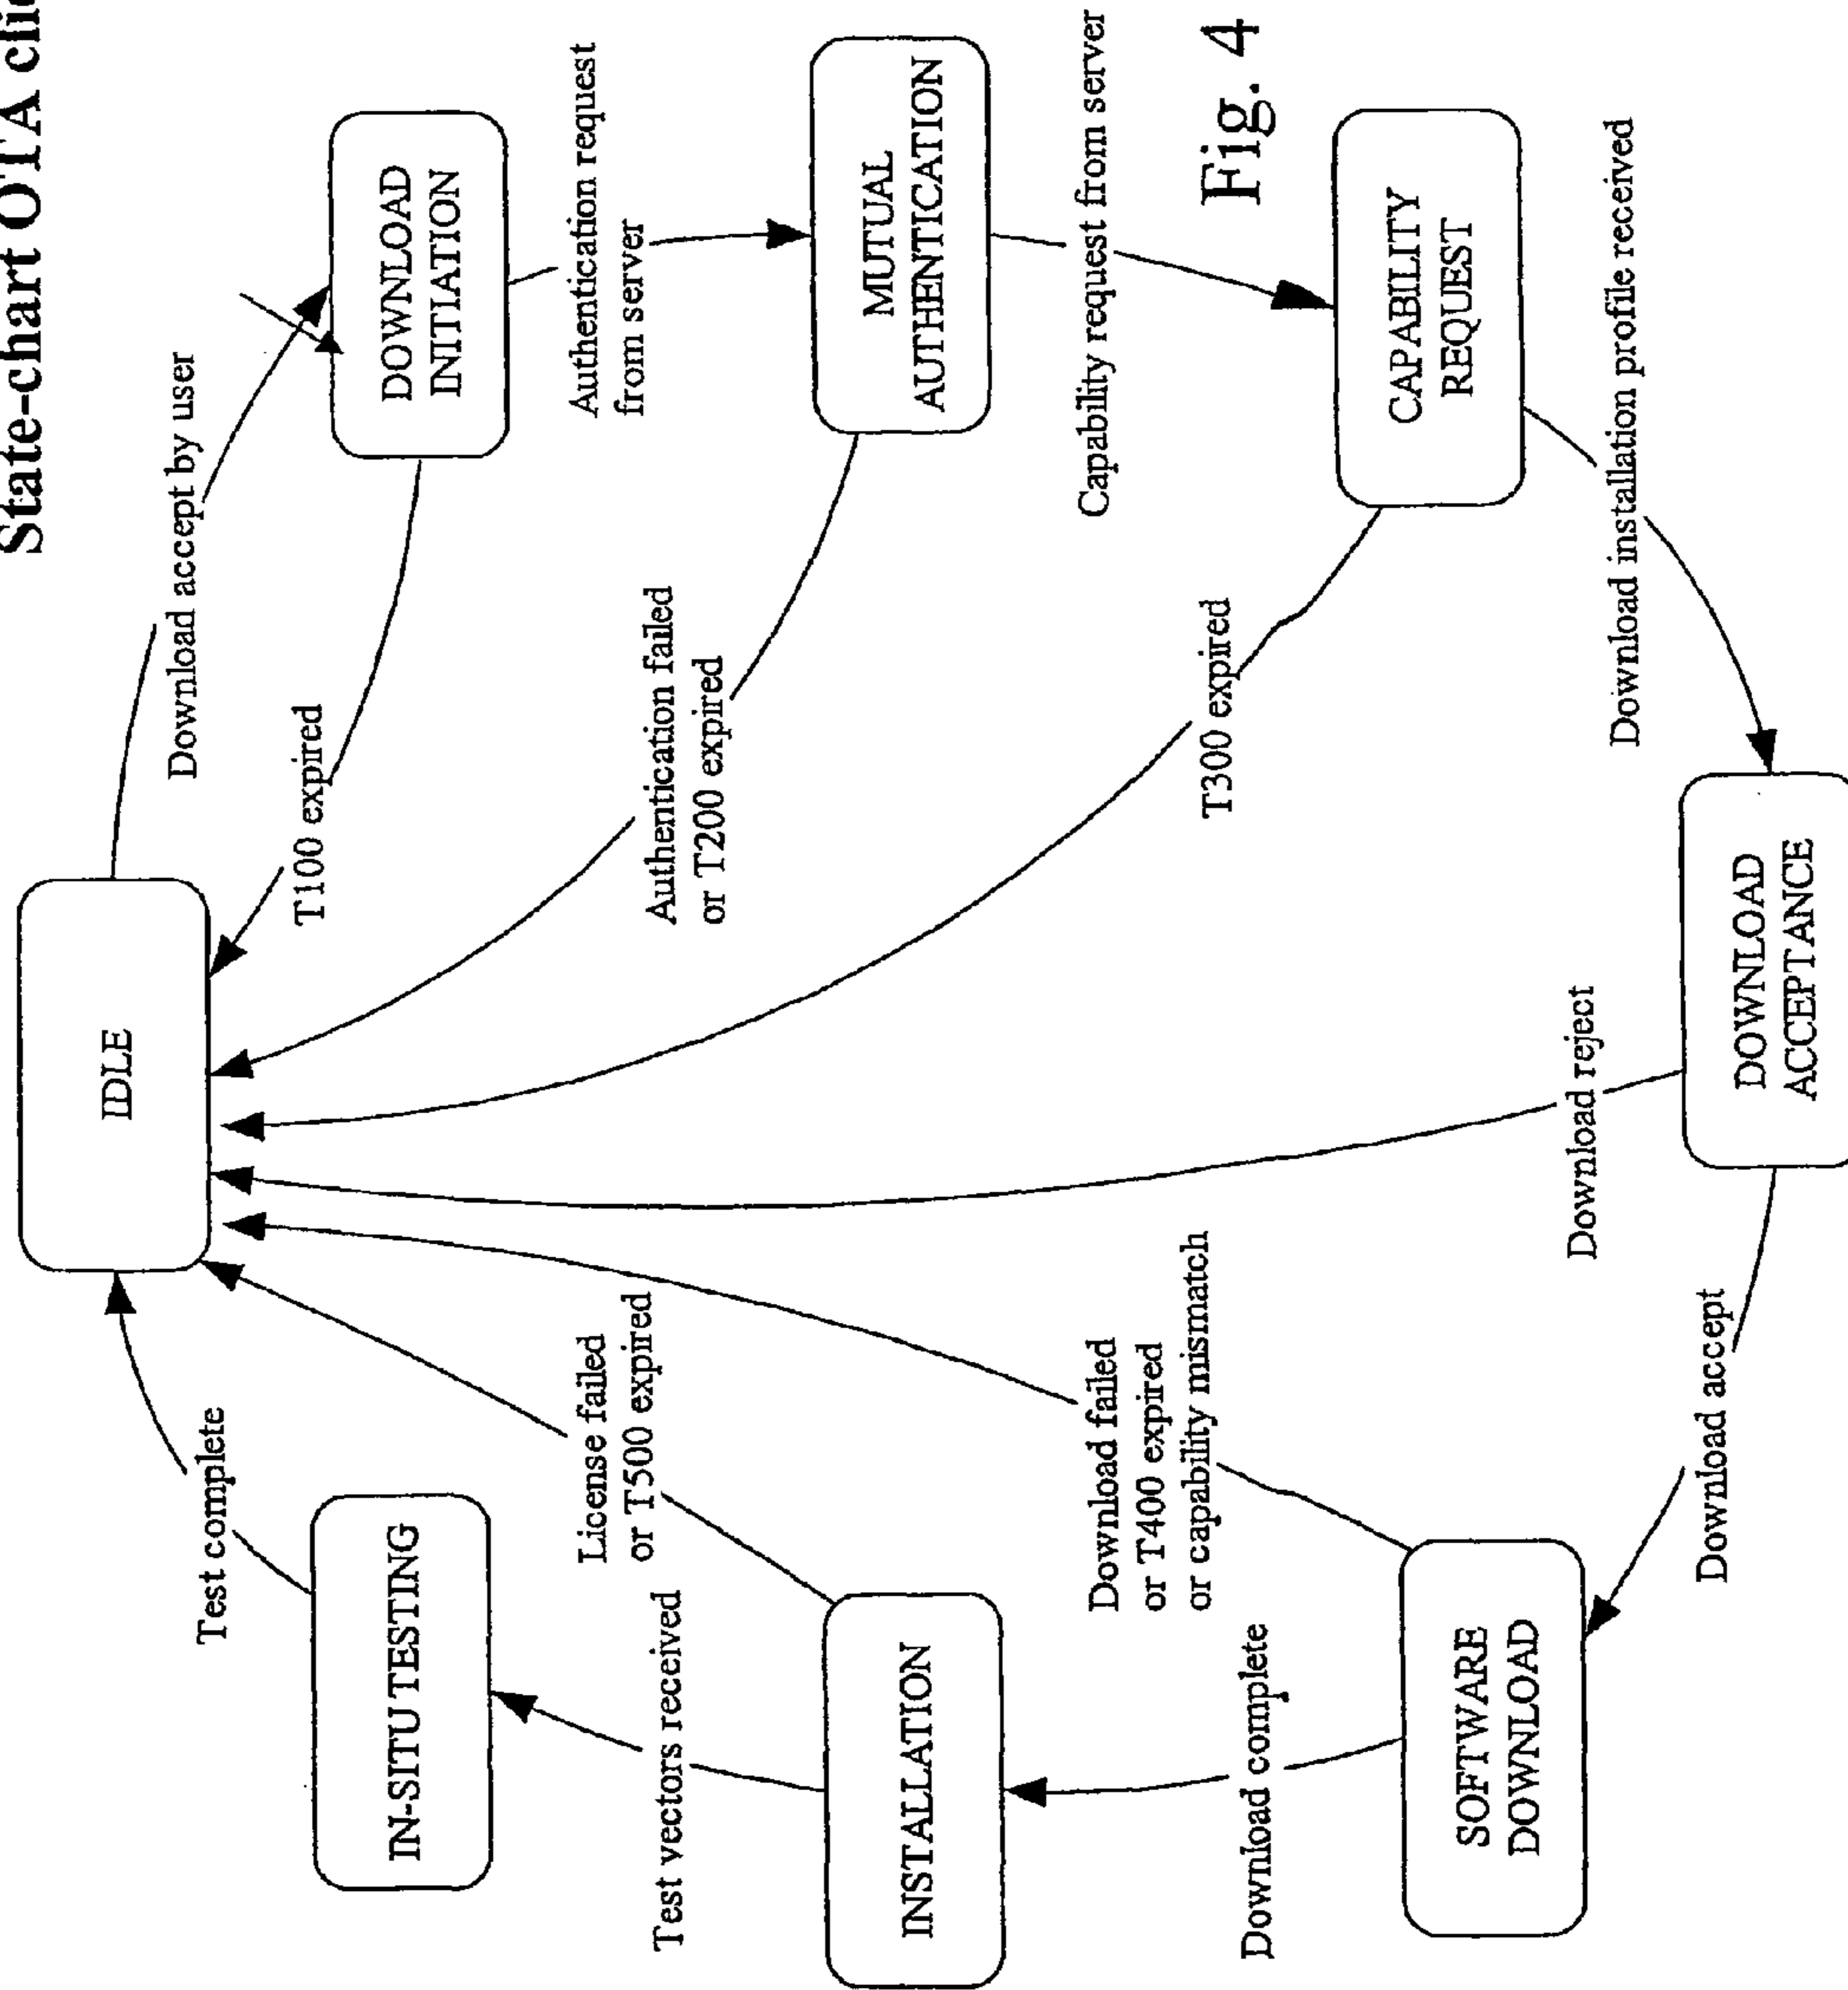 State-chart OTA
IDLE
Download accept by user
DOWNLOAD
INITIATION
T100 expired
Authentication request
from server
MUTUAL
AUTHENTICATION
Authentication failed
or T200 expired
Capability request from server
CAPABILITY
REQUEST
T300 expired
Download installation profile received
DOWNLOAD
ACCEPTANCE
Download reject
Download accept
SOFTWARE
DOWNLOAD
Download failed
or T400 expired
or capability mismatch
Download complete
INSTALLATION
License failed
or T500 expired
Test vectors received
IN-SITU TESTING
Test complete
Fig. 4